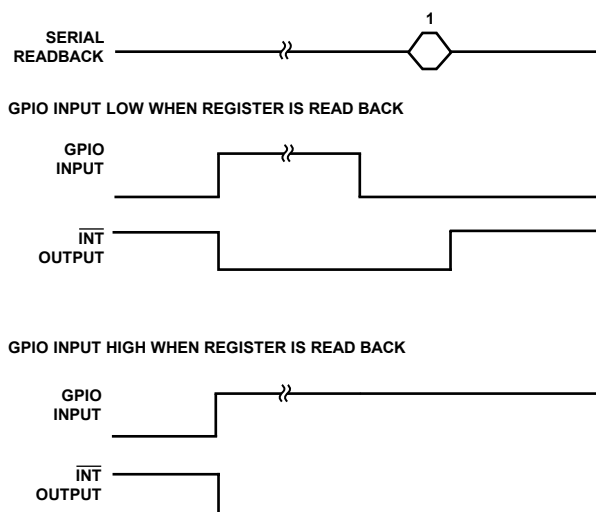 1
SERIAL
READBACK
GPIO INPUT LOW WHEN REGISTER IS READ BACK
GPIO
INPUT
INT
OUTPUT
GPIO INPUT HIGH WHEN REGISTER IS READ BACK
GPIO
INPUT
INT
OUTPUT